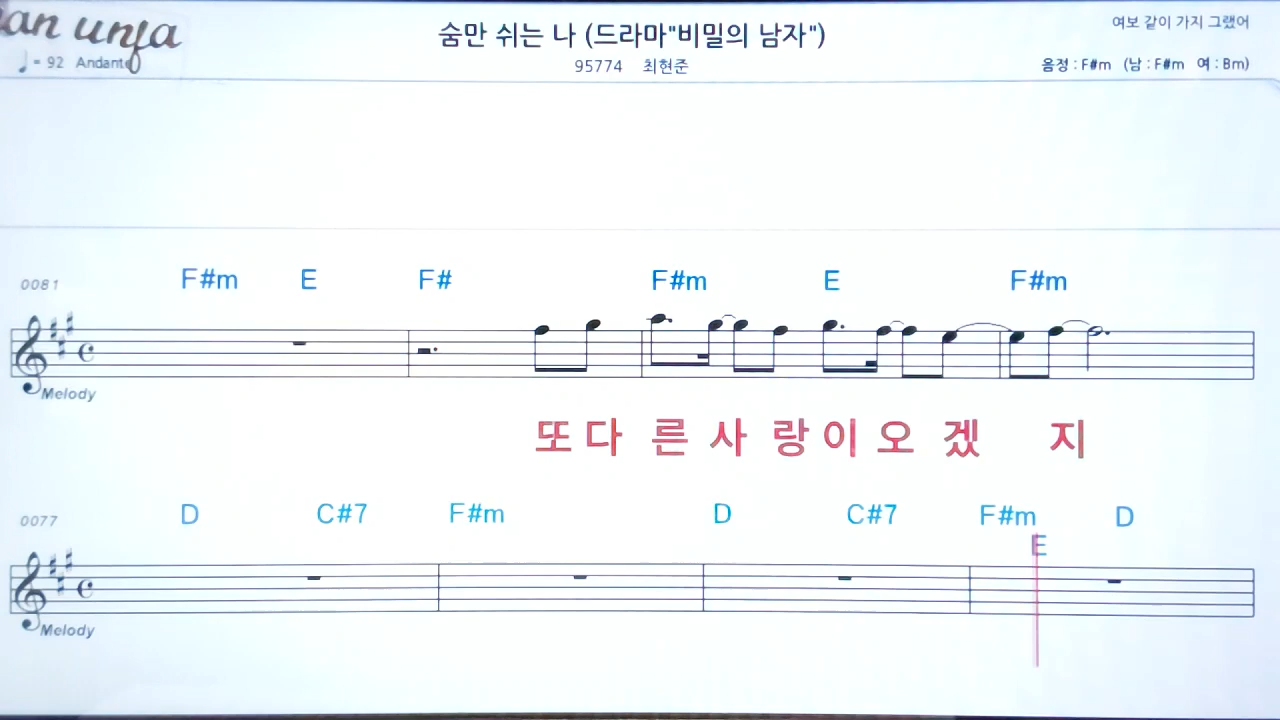 an unfa
숨만 쉬는 나 (드라마"비밀의 남자")
여보 같이 가지 그랬어
♩= 92 Andante
95774 최현준
음정 : F#m (남 : F#m 여 : Bm)
0081 F#m E F# F#m E F#m
Melody
또 다 른 사 랑 이 오 겠 지
0077 D C#7 F#m D C#7 F#m D
E
Melody